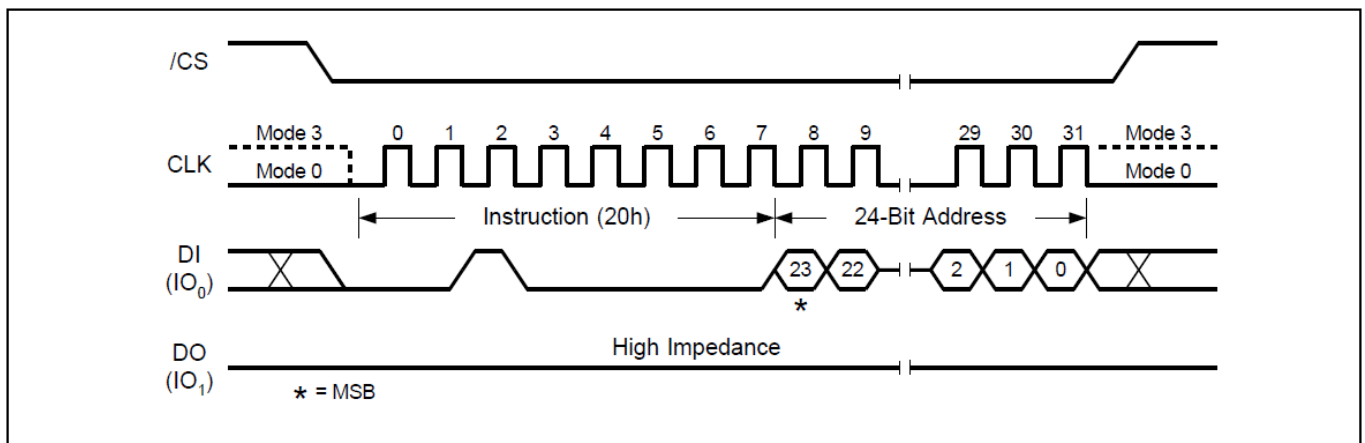 /CS
Mode 3 0 1 2 3 4 5 6 7 8 9 29 30 31 Mode 3
CLK
Mode 0 Mode 0
Instruction (20h) 24-Bit Address
DI
(IO0)
23 22 2 1 0
*
DO
(IO1)
High Impedance
* = MSB